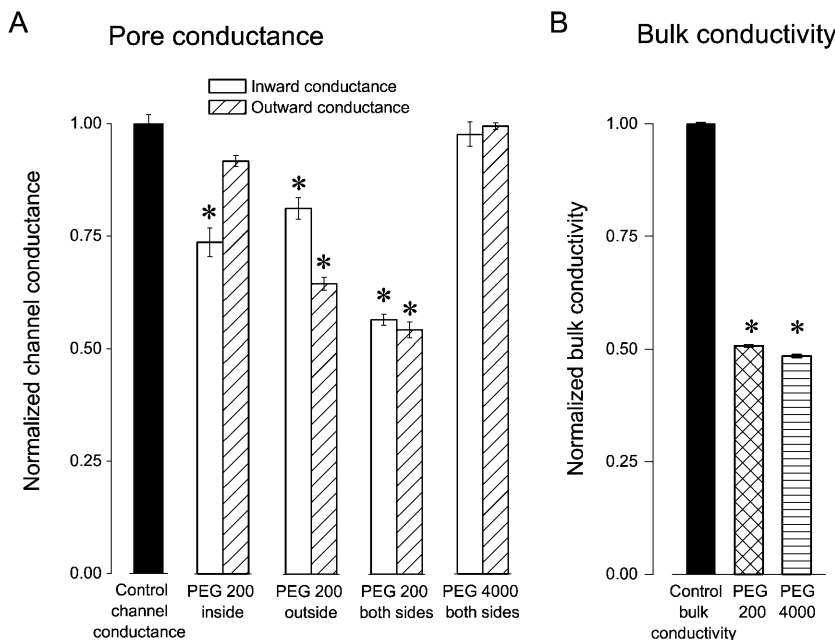 A
Pore conductance
Inward conductance
Outward conductance
Normalized channel conductance
1.00
0.75
0.50
0.25
0.00
*
*
*
*
*
Control
channel
conductance
PEG 200
inside
PEG 200
outside
PEG 200
both sides
PEG 4000
both sides
B
Bulk conductivity
Normalized bulk conductivity
1.00
0.75
0.50
0.25
0.00
*
*
Control
bulk
conductivity
PEG
200
PEG
4000